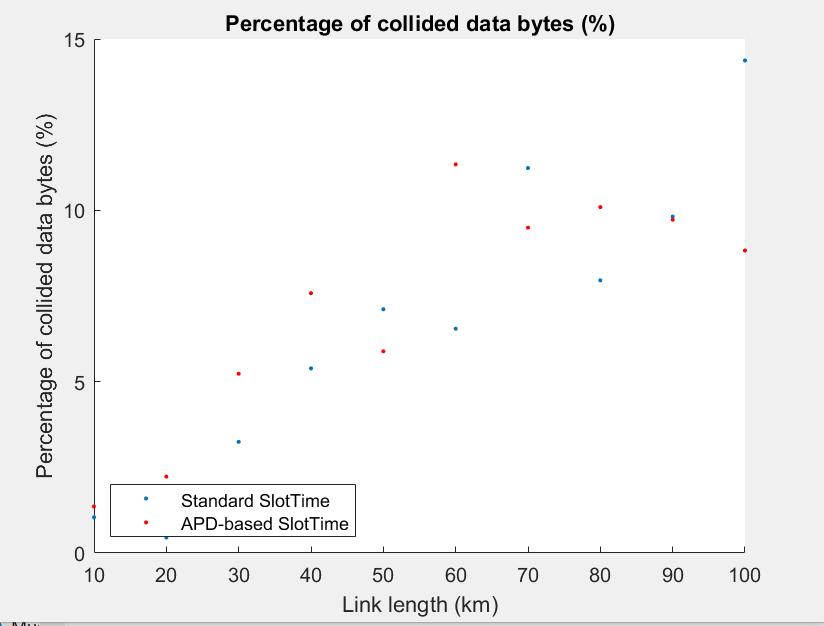 Percentage of collided data bytes (%)
Percentage of collided data bytes (%)
15
10
5
0
Standard SlotTime
APD-based SlotTime
10 20 30 40 50 60 70 80 90 100
Link length (km)